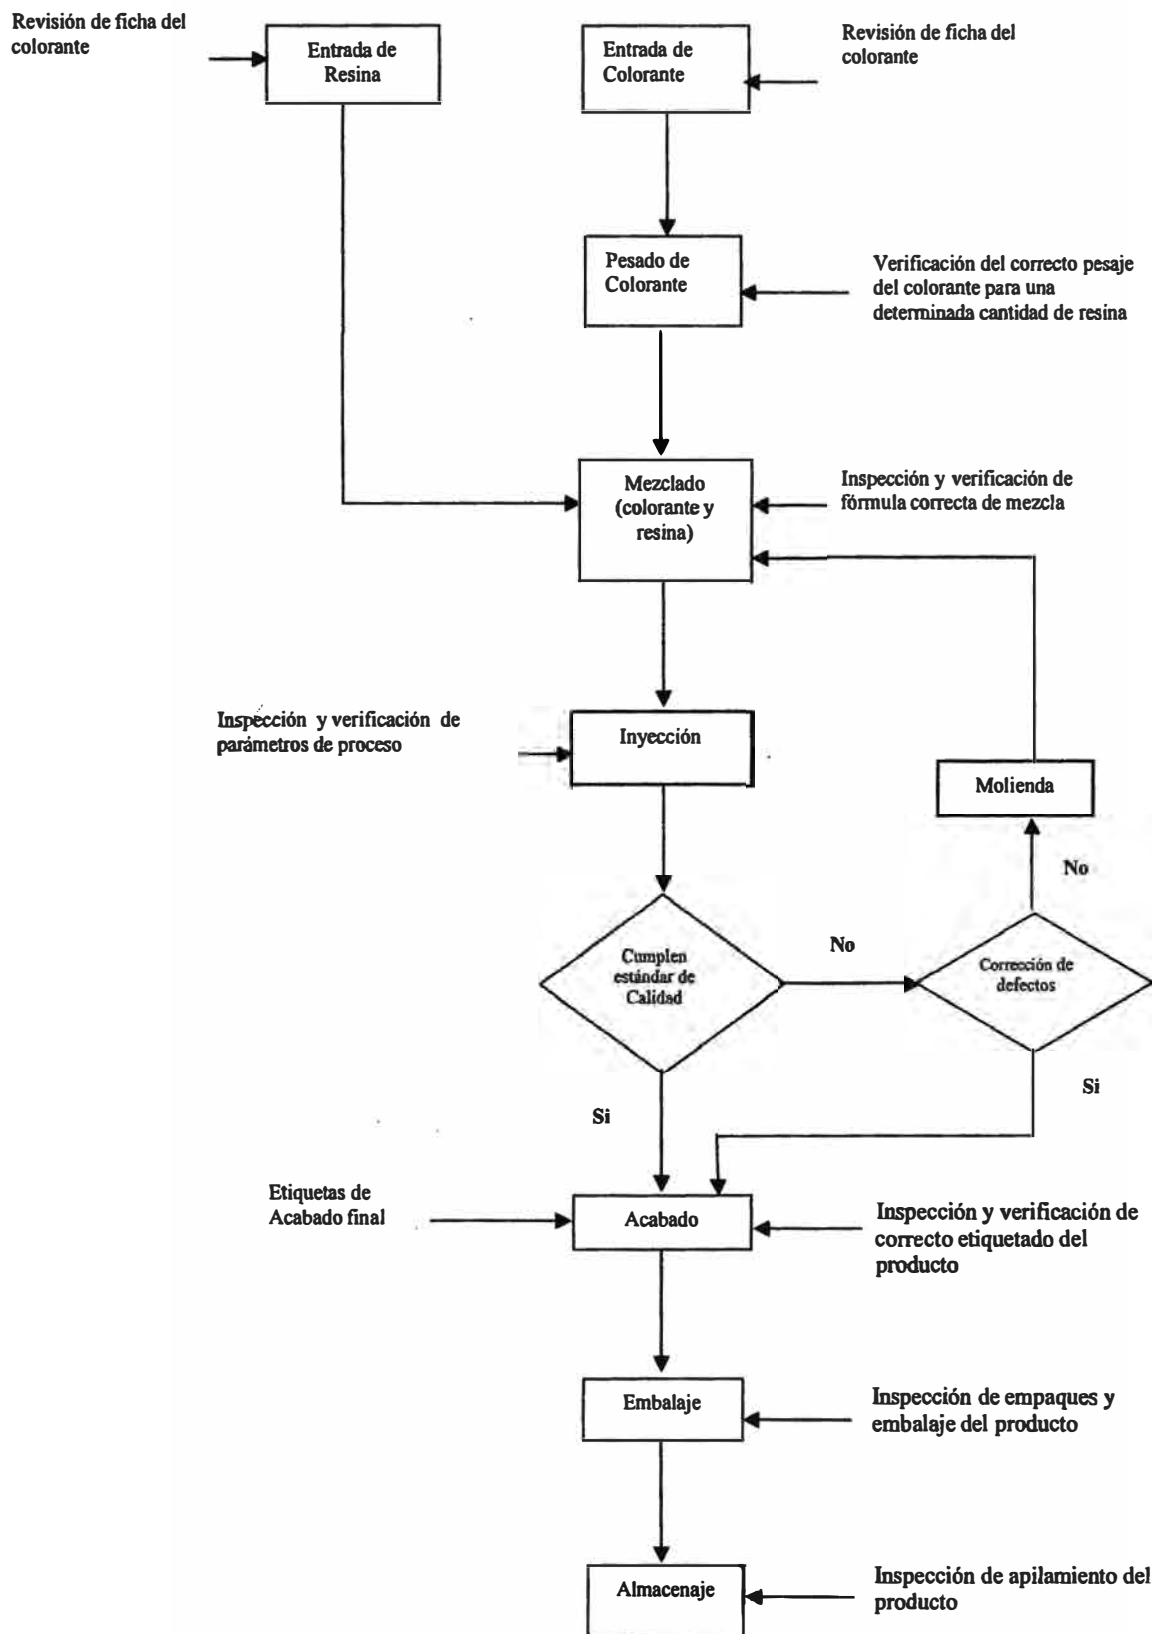 Revisión de ficha del
colorante
Entrada de
Resina
Entrada de
Colorante
Revisión de ficha del
colorante
Pesado de
Colorante
Verificación del correcto pesaje
del colorante para una
determinada cantidad de resina
Mezclado
(colorante y
resina)
Inspección y verificación de
fórmula correcta de mezcla
Inspección y verificación de
parámetros de proceso
Inyección
Molienda
No
Cumplen
estándar de
Calidad
No
Corrección de
defectos
Si
Si
Etiquetas de
Acabado final
Acabado
Inspección y verificación de
correcto etiquetado del
producto
Embalaje
Inspección de empaques y
embalaje del producto
Almacenaje
Inspección de apilamiento del
producto